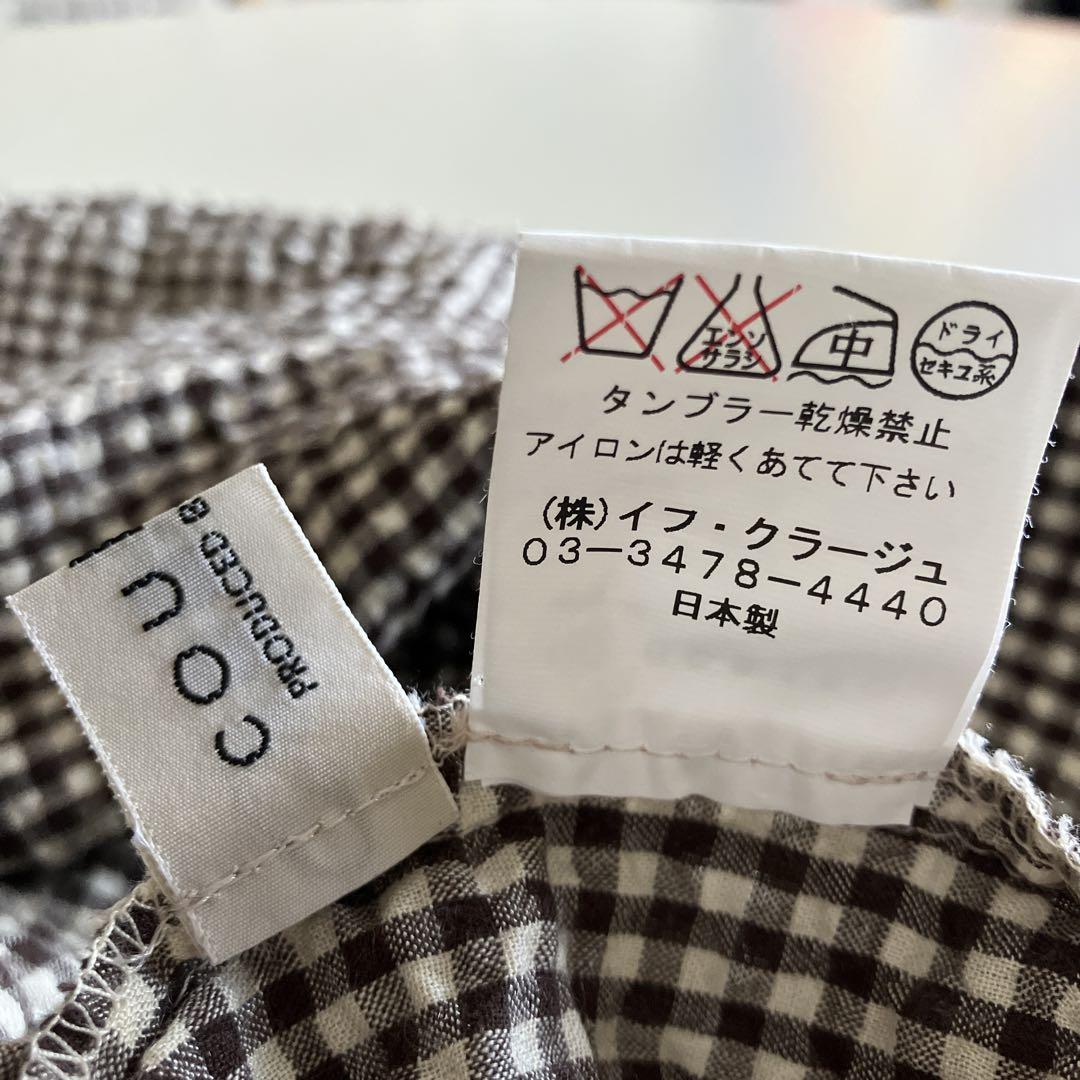 エンソ
サラシ
中
ドライ
セキユ系
タンブラー乾燥禁止
アイロンは軽くあてて下さい
(株)イフ・クラージュ
03-3478-4440
日本製
cou
PRODUCED B